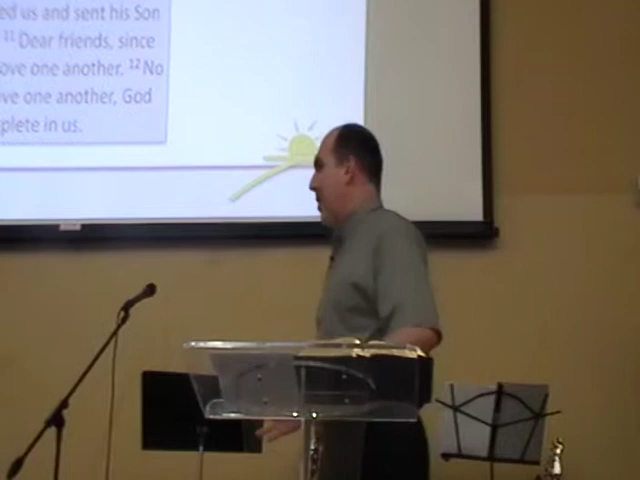 ed us and sent his Son
11 Dear friends, since
ove one another. 12 No
ve one another, God
plete in us.